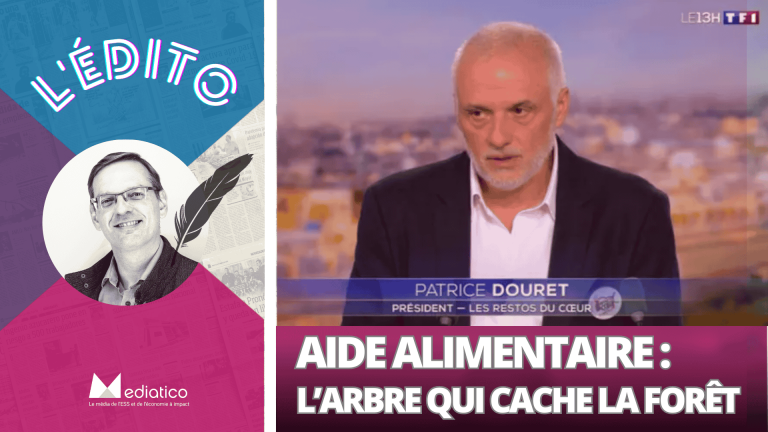 L'ÉDITO
Mediatico
Le média de l'ESS et de l'économie à impact
LE13H TF1
PATRICE DOURET
PRÉSIDENT – LES RESTOS DU CŒUR
AIDE ALIMENTAIRE :
L'ARBRE QUI CACHE LA FORÊT